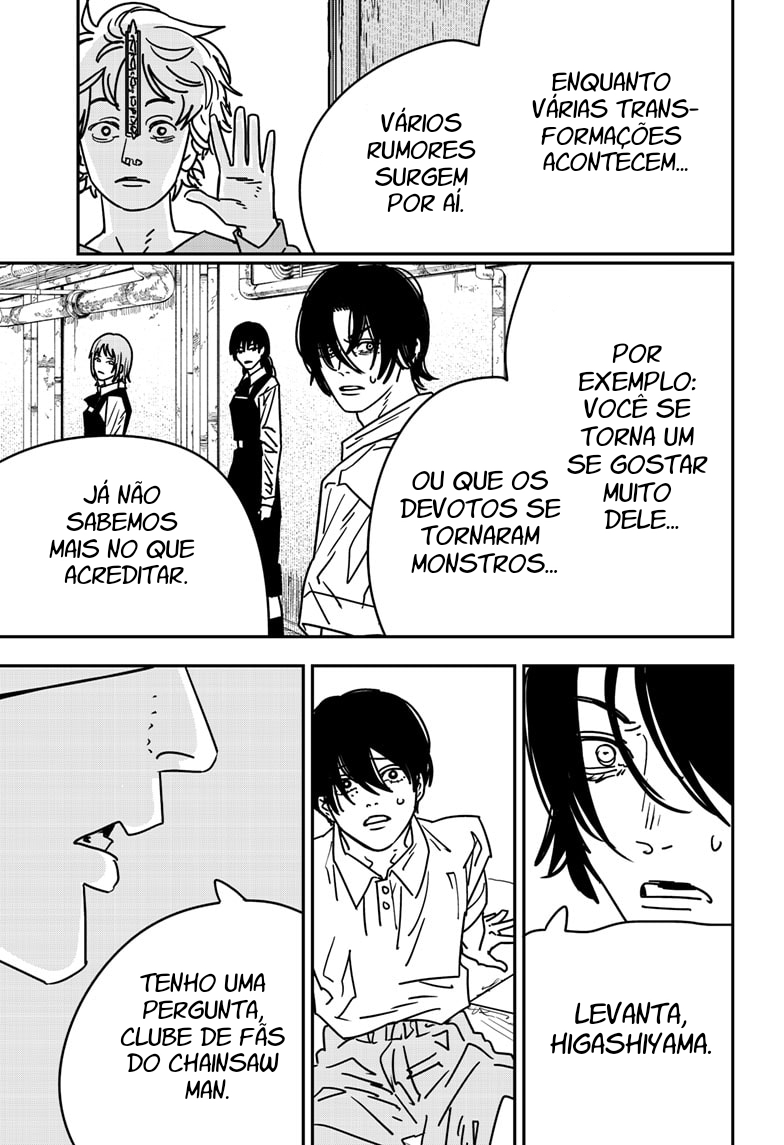 ENQUANTO
VÁRIAS TRANS-
FORMAÇÕES
ACONTECEM...
VÁRIOS
RUMORES
SURGEM
POR AÍ.
POR
EXEMPLO:
VOCÊ SE
TORNA UM
SE GOSTAR
MUITO
DELE...
OU QUE OS
DEVOTOS SE
TORNARAM
MONSTROS...
JÁ NÃO
SABEMOS
MAIS NO QUE
ACREDITAR.
LEVANTA,
HIGASHIYAMA.
TENHO UMA
PERGUNTA,
CLUBE DE FÃS
DO CHAINSAW
MAN.